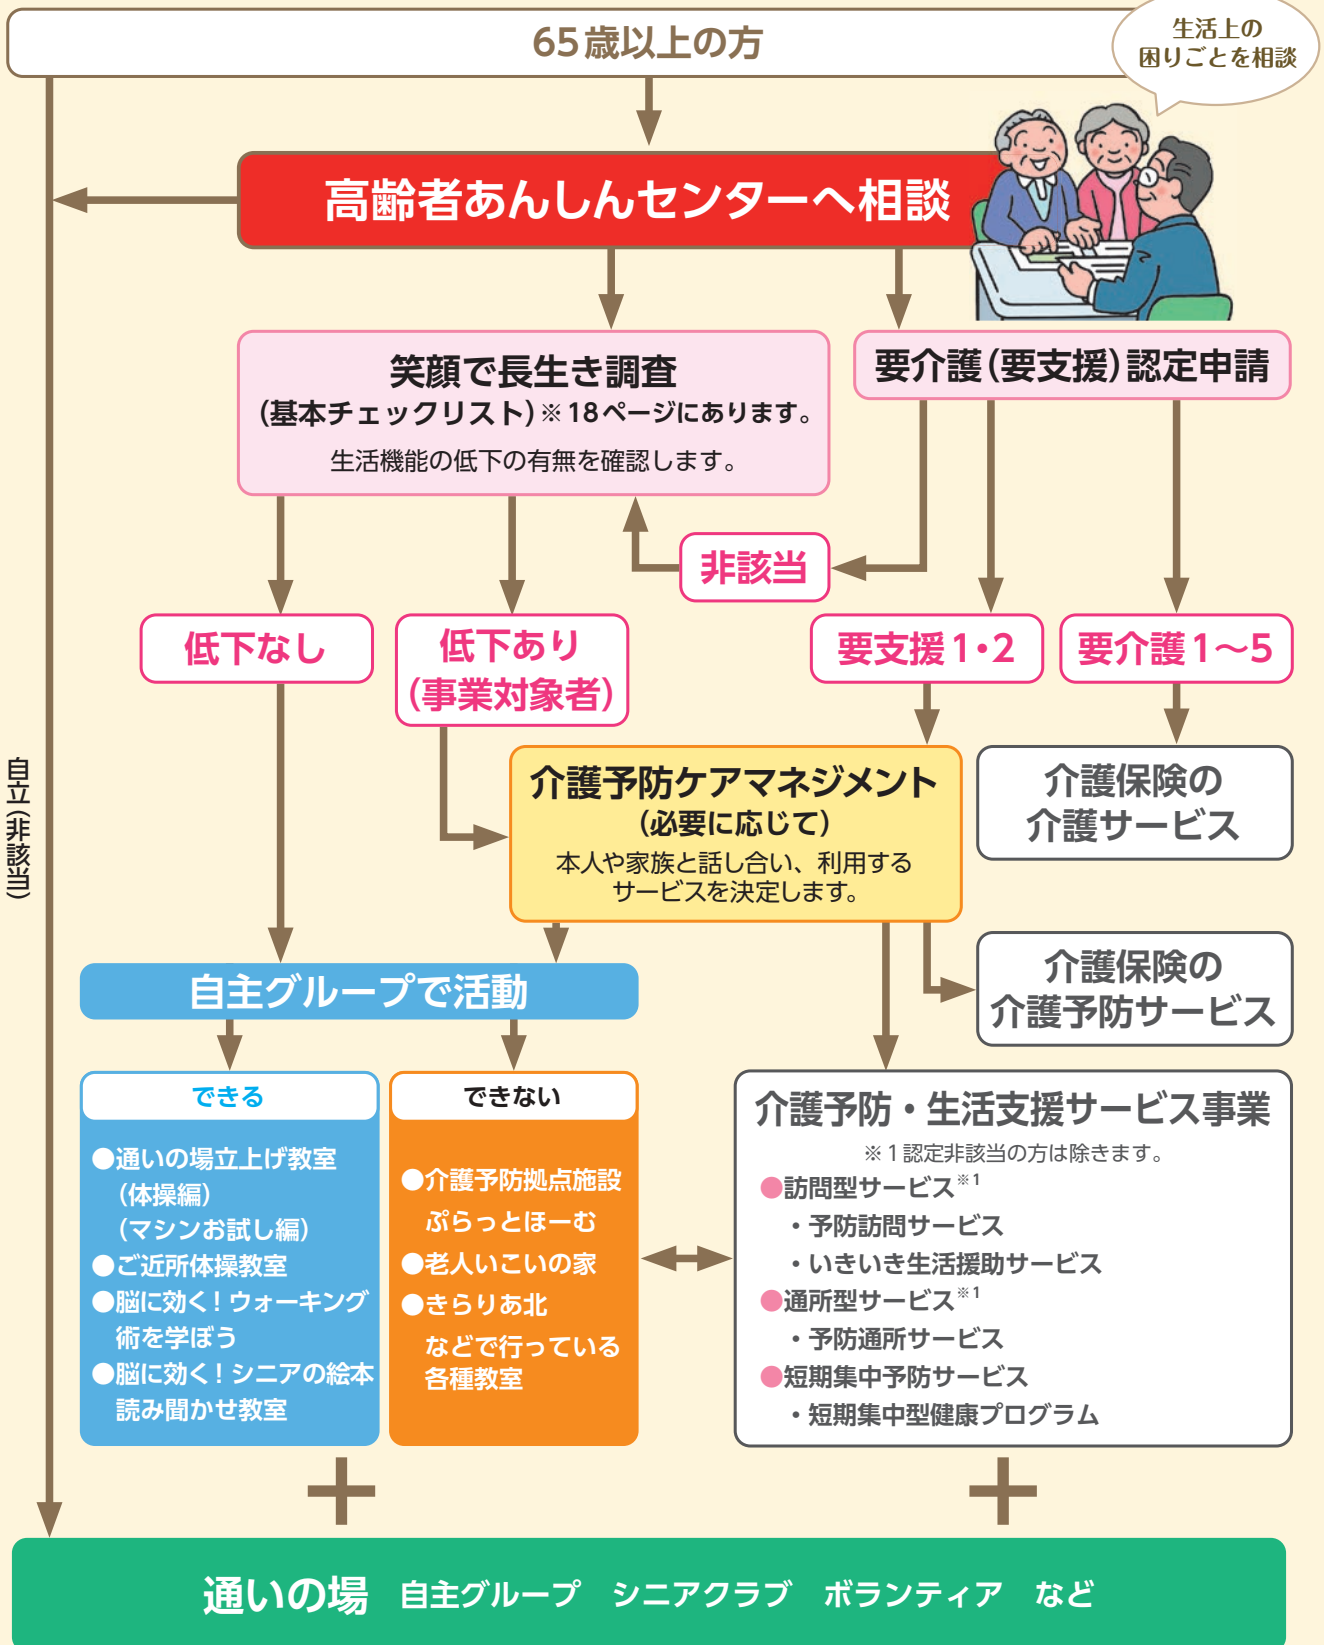 65歳以上の方
生活上の
困りごとを相談
高齢者あんしんセンターへ相談
笑顔で長生き調査
(基本チェックリスト)※18ページにあります。
生活機能の低下の有無を確認します。
要介護(要支援)認定申請
非該当
低下なし
低下あり
(事業対象者)
要支援1・2
要介護1～5
自立(非該当)
介護予防ケアマネジメント
(必要に応じて)
本人や家族と話し合い、利用する
サービスを決定します。
介護保険の
介護サービス
介護保険の
介護予防サービス
自主グループで活動
できる
●通いの場立上げ教室
(体操編)
(マシンお試し編)
●ご近所体操教室
●脳に効く!ウォーキング
術を学ぼう
●脳に効く!シニアの絵本
読み聞かせ教室
できない
●介護予防拠点施設
ぷらっとほーむ
●老人いこいの家
●きらりあ北
などで行っている
各種教室
介護予防・生活支援サービス事業
※1認定非該当の方は除きます。
●訪問型サービス※1
・予防訪問サービス
・いきいき生活援助サービス
●通所型サービス※1
・予防通所サービス
●短期集中予防サービス
・短期集中型健康プログラム
通いの場 自主グループ シニアクラブ ボランティア など